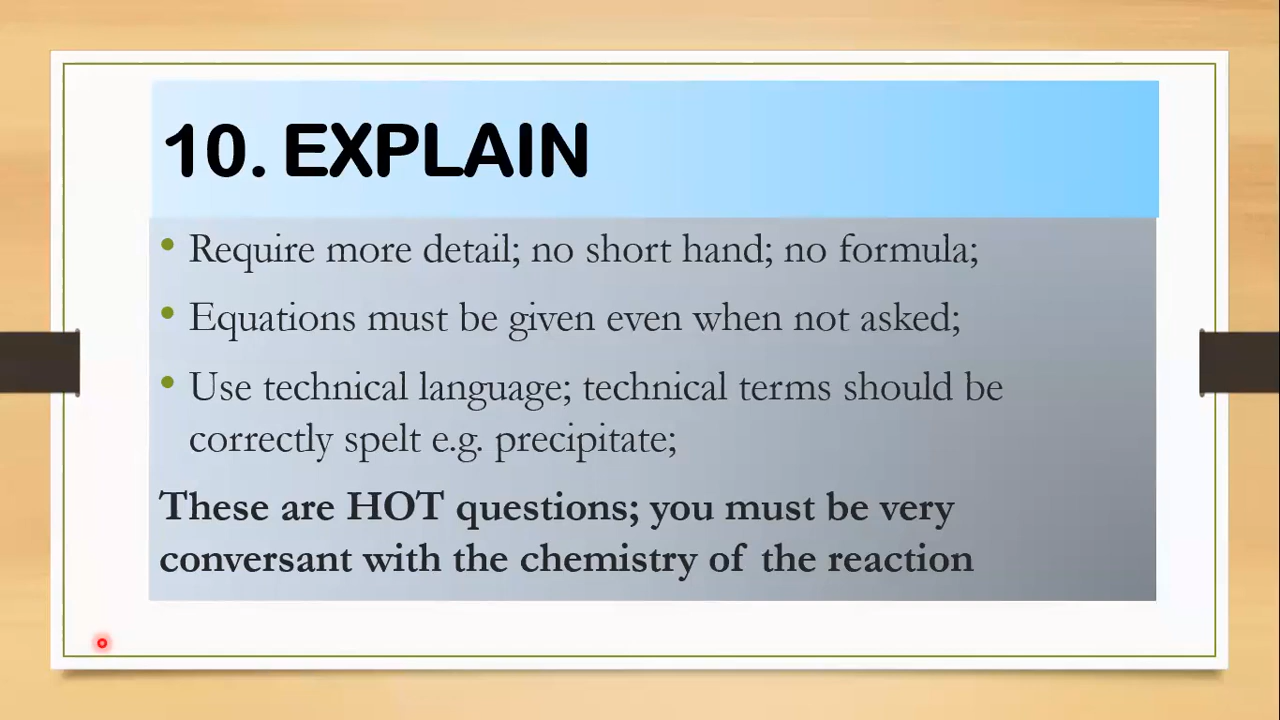 10. EXPLAIN
• Require more detail; no short hand; no formula;
• Equations must be given even when not asked;
• Use technical language; technical terms should be
correctly spelt e.g. precipitate;
These are HOT questions; you must be very
conversant with the chemistry of the reaction